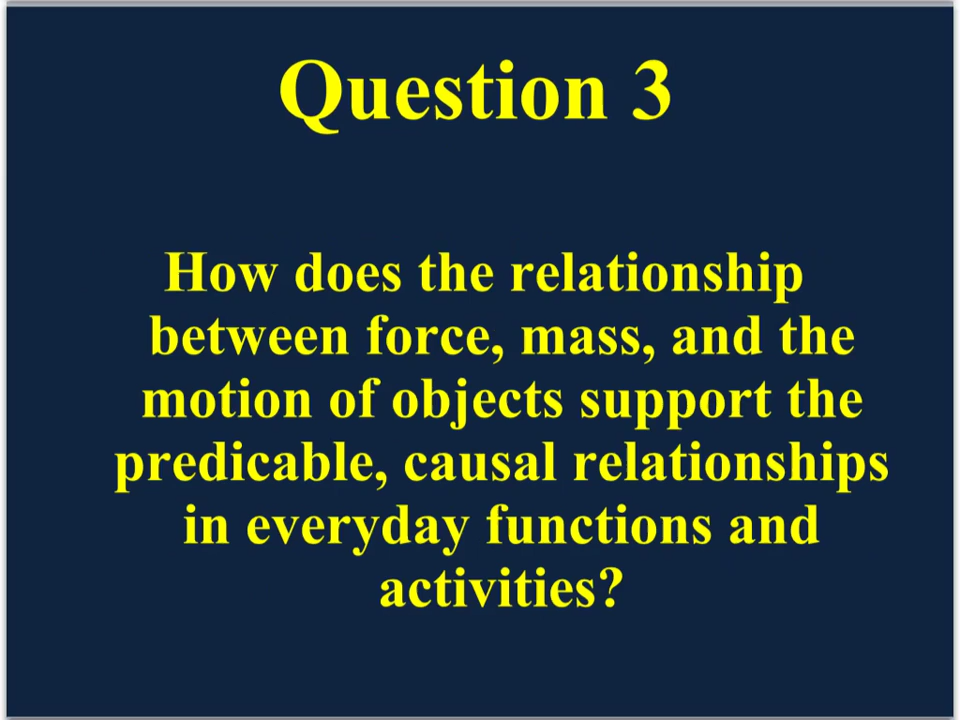 Question 3
How does the relationship
between force, mass, and the
motion of objects support the
predicable, causal relationships
in everyday functions and
activities?